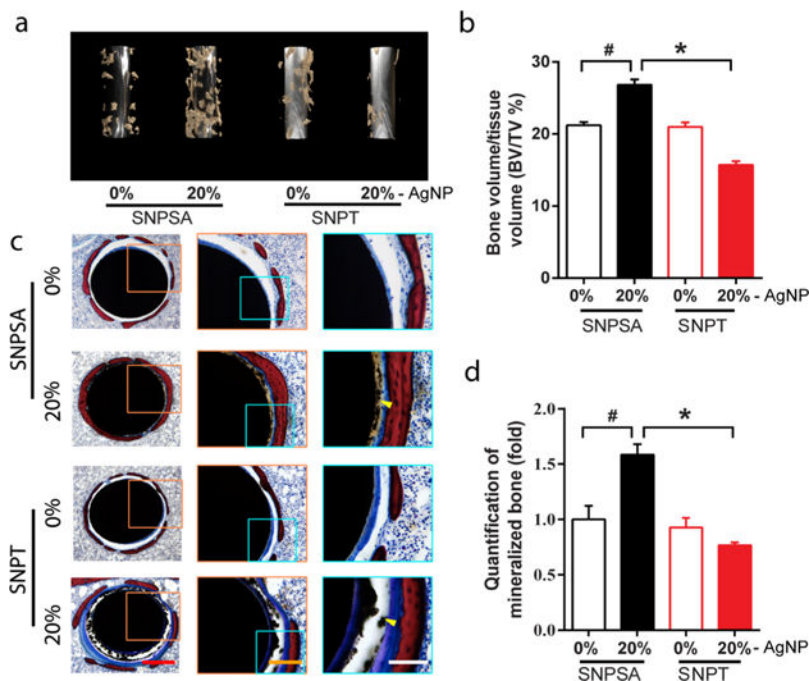 a
0% 20% 0% 20% - AgNP
SNPSA SNPT
b
Bone volume/tissue
volume (BV/TV %)
30
20
10
0
# *
0% 20% 0% 20% - AgNP
SNPSA SNPT
c
SNPSA
0%
20%
SNPT
0%
20%
d
Quantification of
mineralized bone (fold)
2.0
1.5
1.0
0.5
0.0
# *
0% 20% 0% 20% - AgNP
SNPSA SNPT